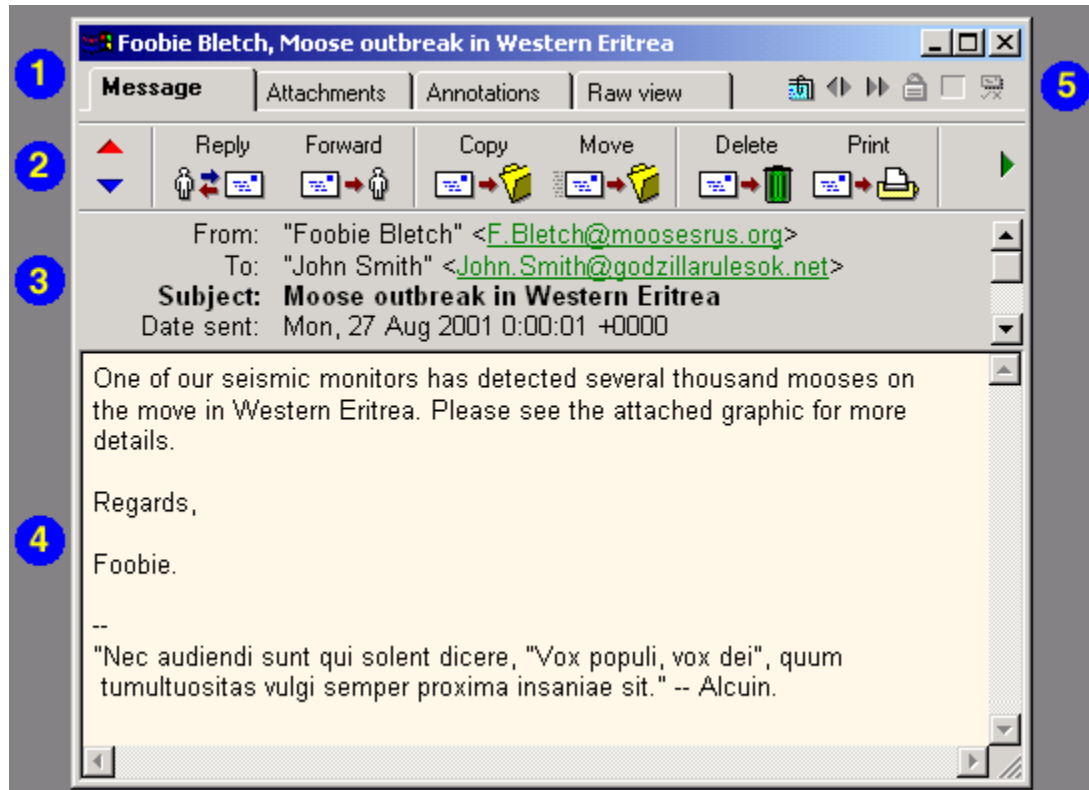 Foobie Bletch, Moose outbreak in Western Eritrea
1
Message Attachments Annotations Raw view
5
2
Reply Forward Copy Move Delete Print
3
From: "Foobie Bletch" <F.Bletch@moosesrus.org>
To: "John Smith" <John.Smith@godzillarulesok.net>
Subject: Moose outbreak in Western Eritrea
Date sent: Mon, 27 Aug 2001 0:00:01 +0000
4
One of our seismic monitors has detected several thousand mooses on
the move in Western Eritrea. Please see the attached graphic for more
details.
Regards,
Foobie.
--
"Nec audiendi sunt qui solent dicere, "Vox populi, vox dei", quum
tumultuositas vulgi semper proxima insaniae sit." -- Alcuin.